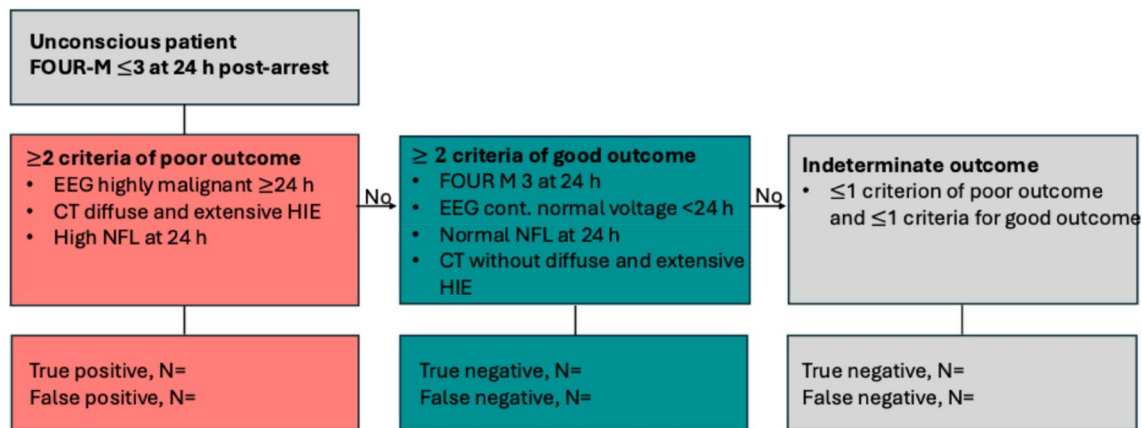 Unconscious patient
FOUR-M ≤3 at 24 h post-arrest
≥2 criteria of poor outcome
• EEG highly malignant ≥24 h
• CT diffuse and extensive HIE
• High NFL at 24 h
No
≥ 2 criteria of good outcome
• FOUR M 3 at 24 h
• EEG cont. normal voltage <24 h
• Normal NFL at 24 h
• CT without diffuse and extensive
HIE
No
Indeterminate outcome
• ≤1 criterion of poor outcome
and ≤1 criteria for good outcome
True positive, N=
False positive, N=
True negative, N=
False negative, N=
True negative, N=
False negative, N=